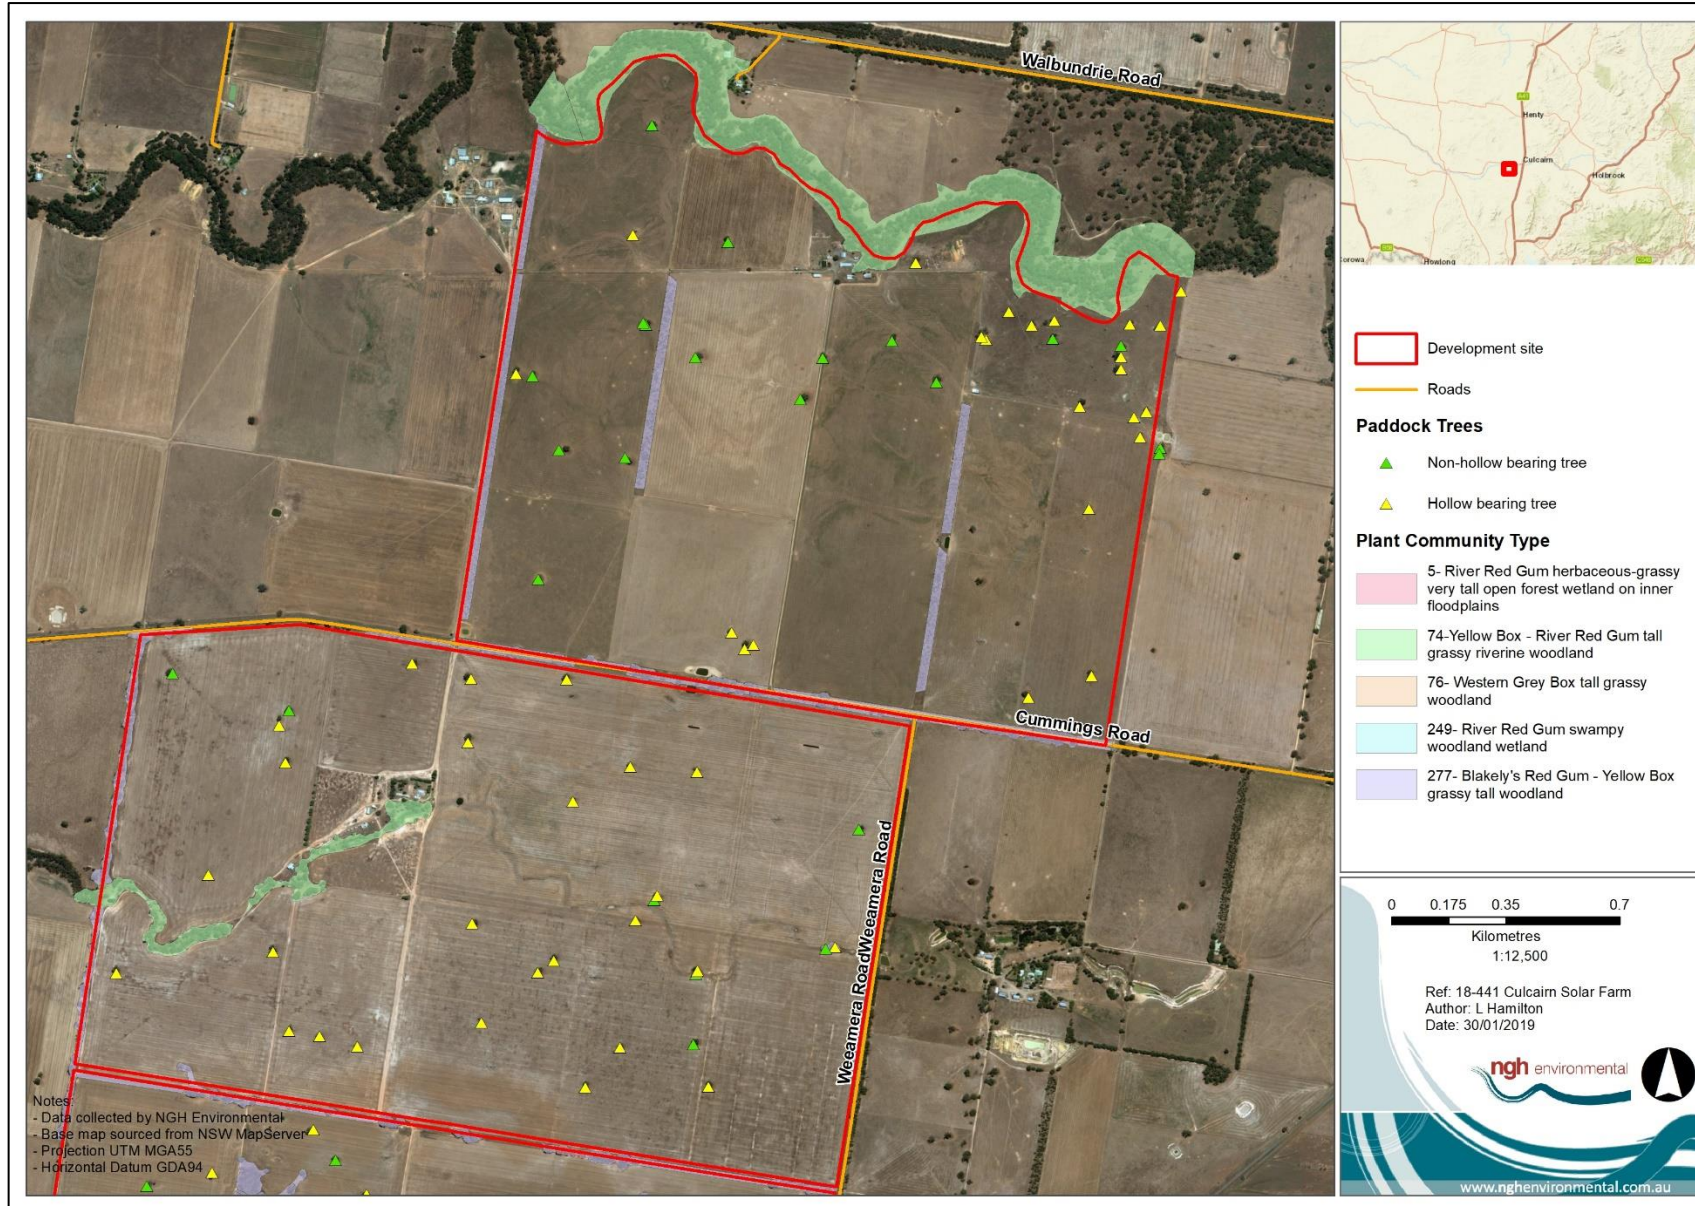 Walbundrie Road
Cummings Road
Weeamera Road
Weeamera Road
Notes:
- Data collected by NGH Environmental
- Base map sourced from NSW MapServer
- Projection UTM MGA55
- Horizontal Datum GDA94
A41
Henty
Culcairn
Holbrook
Corowa
Howlong
Development site
Roads
Paddock Trees
Non-hollow bearing tree
Hollow bearing tree
Plant Community Type
5- River Red Gum herbaceous-grassy
very tall open forest wetland on inner
floodplains
74-Yellow Box - River Red Gum tall
grassy riverine woodland
76- Western Grey Box tall grassy
woodland
249- River Red Gum swampy
woodland wetland
277- Blakely's Red Gum - Yellow Box
grassy tall woodland
0 0.175 0.35 0.7
Kilometres
1:12,500
Ref: 18-441 Culcairn Solar Farm
Author: L Hamilton
Date: 30/01/2019
ngh environmental
www.nghenvironmental.com.au